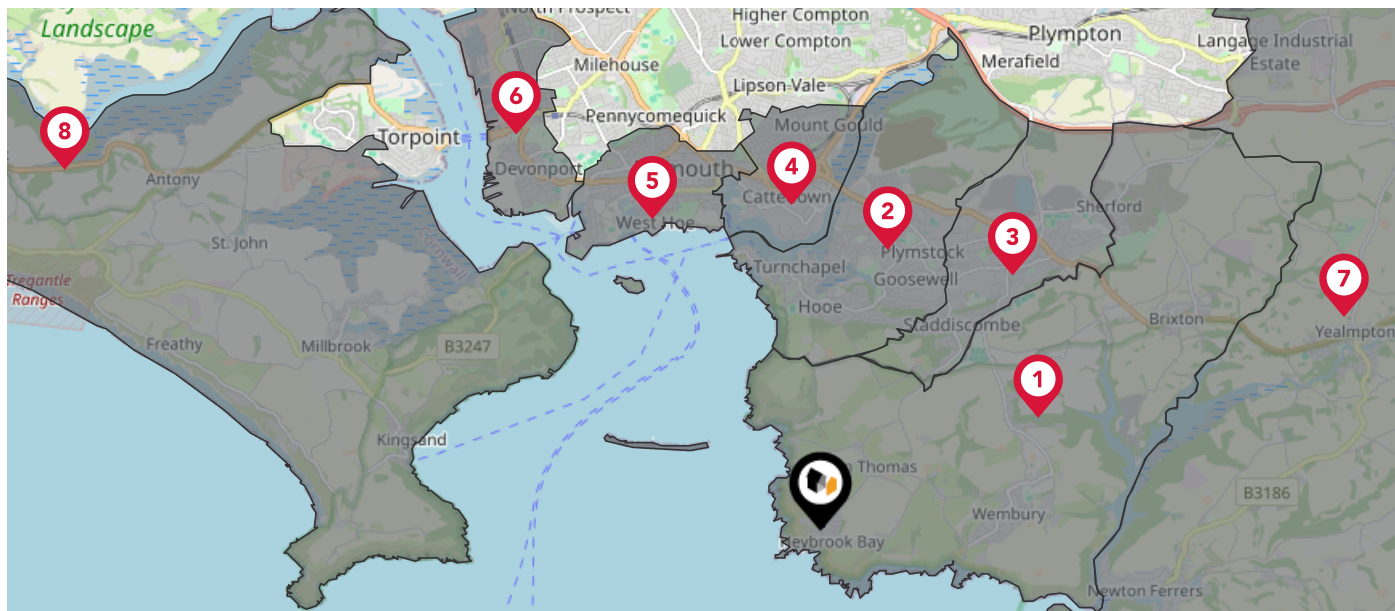 North Prospect
Higher Compton
Landscape
Lower Compton
Plympton
Langage Industrial
Estate
Merafield
Milehouse
Lipson Vale
6
Pennycomequick
8
Torpoint
Mount Gould
Antony
Devonport
4
5
Cattedown
West Hoe
2
Sherford
St. John
Cornwall
Plymstock
3
Turnchapel
Goosewell
7
Tregantle
Ranges
Hooe
Staddiscombe
Brixton
Yealmpton
Freathy
Millbrook
B3247
1
Kingsand
Thomas
B3186
Wembury
Heybrook Bay
Newton Ferrers